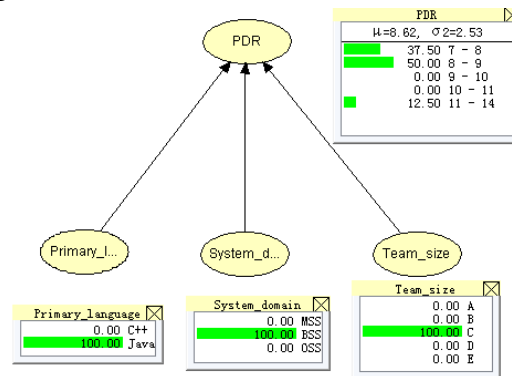 PDR
PDR
μ=8.62, σ2=2.53
37.50 7 - 8
50.00 8 - 9
0.00 9 - 10
0.00 10 - 11
12.50 11 - 14
Primary_l...
System_d...
Team_size
Primary_language
0.00 C++
100.00 Java
System_domain
0.00 MSS
100.00 BSS
0.00 OSS
Team_size
0.00 A
0.00 B
100.00 C
0.00 D
0.00 E